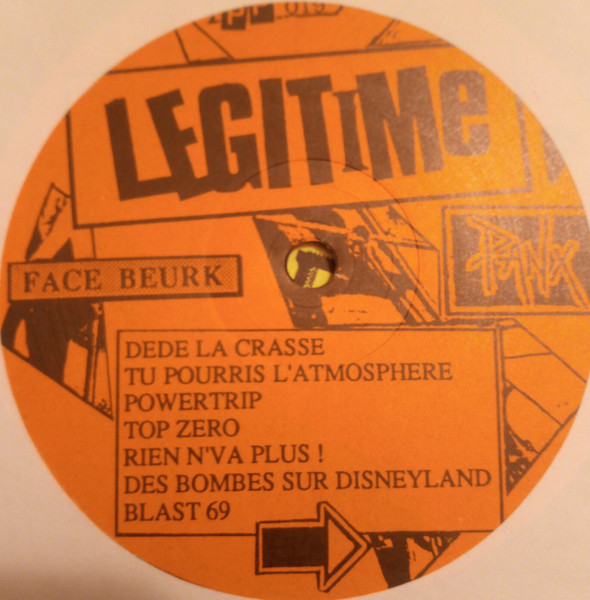 LEGITIME
PANX
FACE BEURK
DEDE LA CRASSE
TU POURRIS L'ATMOSPHERE
POWERTRIP
TOP ZERO
RIEN N'VA PLUS !
DES BOMBES SUR DISNEYLAND
BLAST 69